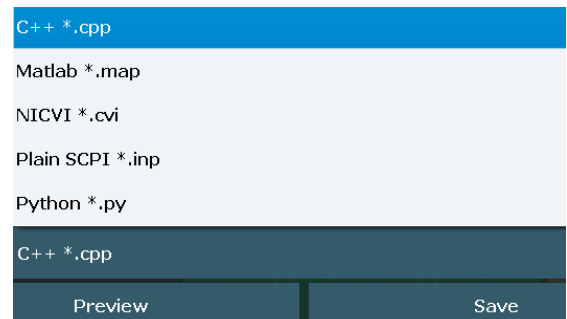 C++ *.cpp
Matlab *.map
NICVI *.cvi
Plain SCPI *.inp
Python *.py
C++ *.cpp
Preview Save